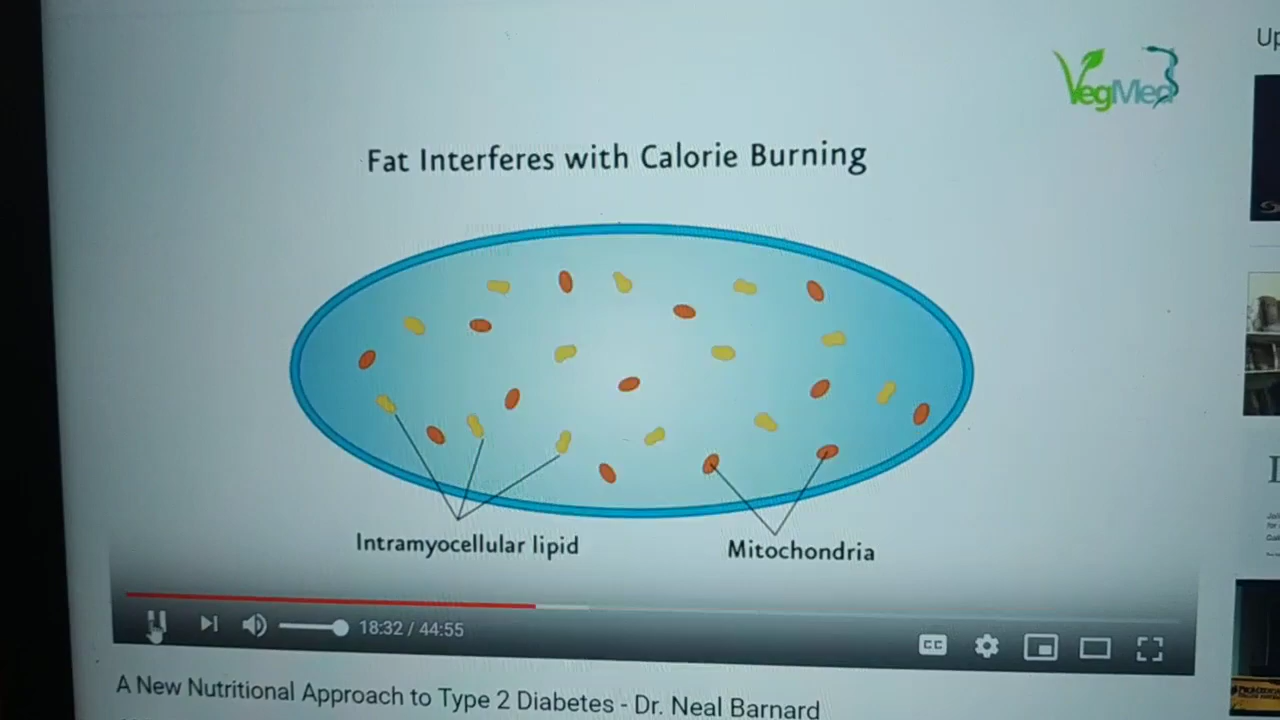 Up
VegMed
Fat Interferes with Calorie Burning
Intramyocellular lipid
Mitochondria
18:32 / 44:55
CC
A New Nutritional Approach to Type 2 Diabetes - Dr. Neal Barnard